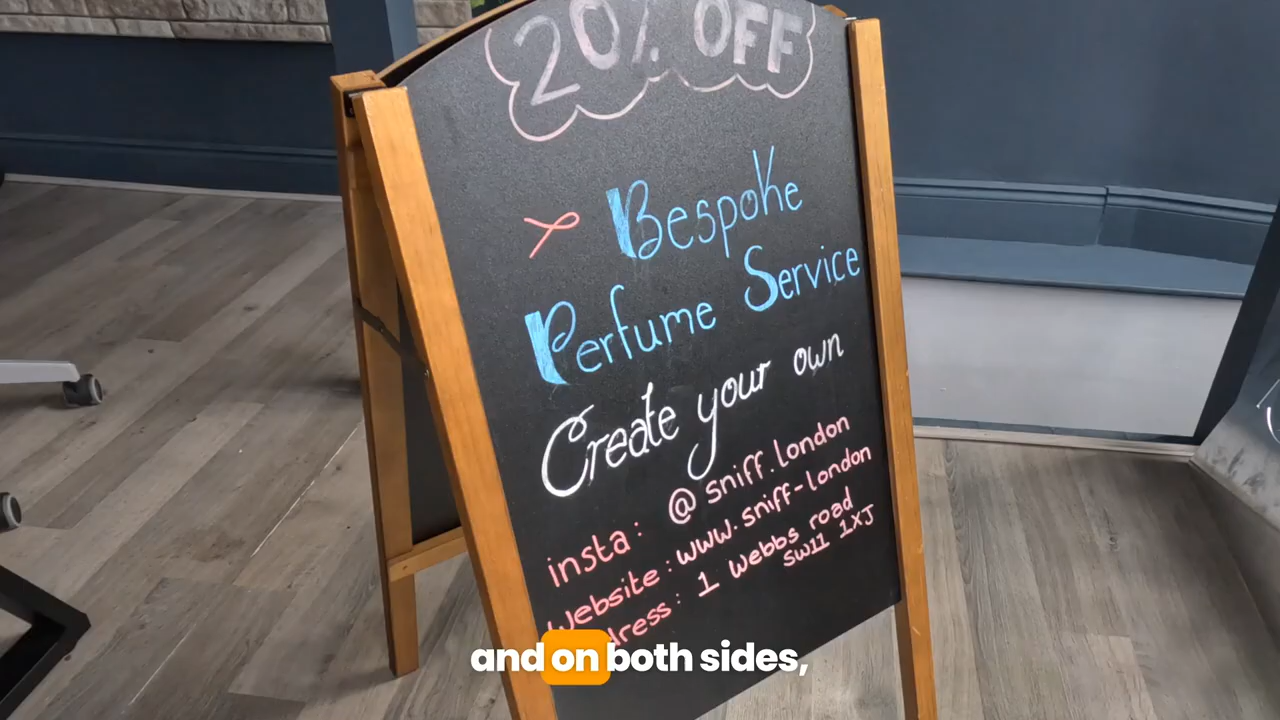 20% OFF
Bespoke
Perfume Service
Create your own
insta: @sniff.london
Website: www.sniff-london
dress: 1 Webbs road
SW11 1XJ
and on both sides,